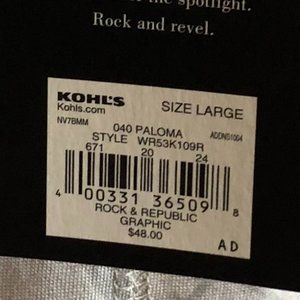 the spotlight.
Rock and revel.
KOHL'S
Kohls.com
SIZE LARGE
NV7BMM
040 PALOMA
ADDNS1004
STYLE WR53K109R
671 20 24
4 00331 36509 8
ROCK & REPUBLIC
GRAPHIC
$48.00
A D